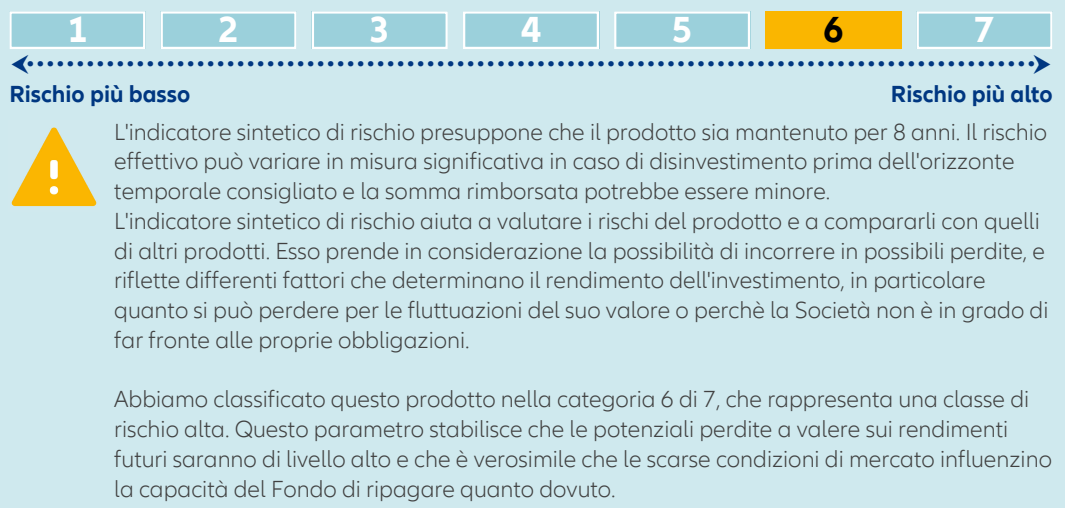 1 2 3 4 5 6 7
Rischio più basso Rischio più alto
L'indicatore sintetico di rischio presuppone che il prodotto sia mantenuto per 8 anni. Il rischio
effettivo può variare in misura significativa in caso di disinvestimento prima dell'orizzonte
temporale consigliato e la somma rimborsata potrebbe essere minore.
L'indicatore sintetico di rischio aiuta a valutare i rischi del prodotto e a compararli con quelli
di altri prodotti. Esso prende in considerazione la possibilità di incorrere in possibili perdite, e
riflette differenti fattori che determinano il rendimento dell'investimento, in particolare
quanto si può perdere per le fluttuazioni del suo valore o perchè la Società non è in grado di
far fronte alle proprie obbligazioni.
Abbiamo classificato questo prodotto nella categoria 6 di 7, che rappresenta una classe di
rischio alta. Questo parametro stabilisce che le potenziali perdite a valere sui rendimenti
futuri saranno di livello alto e che è verosimile che le scarse condizioni di mercato influenzino
la capacità del Fondo di ripagare quanto dovuto.